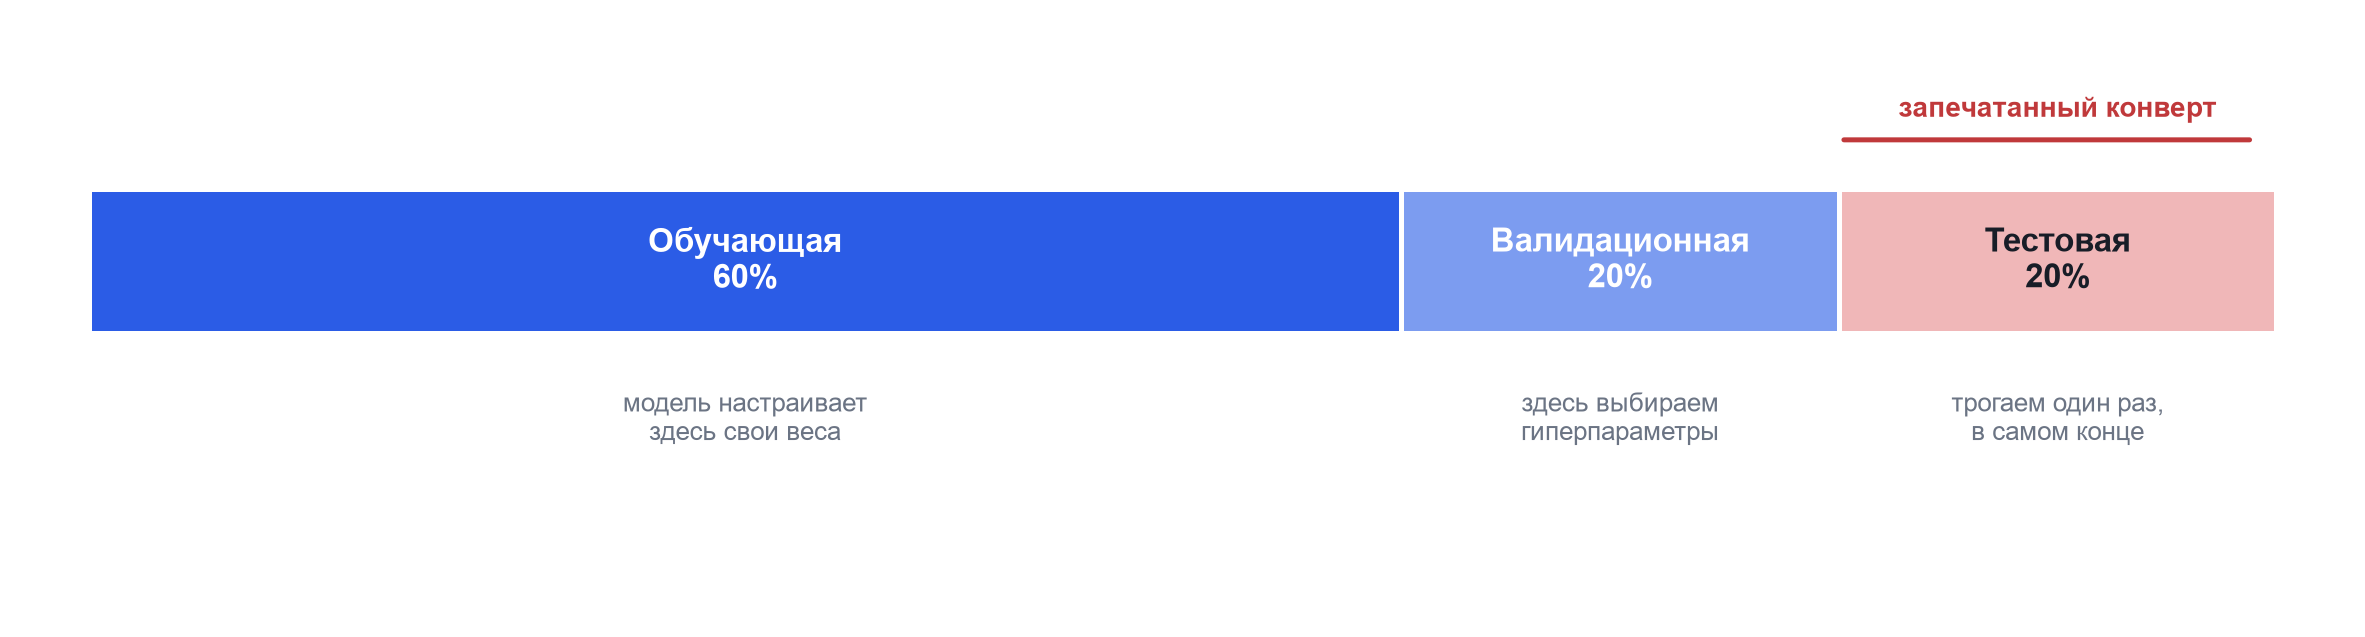 запечатанный конверт
Обучающая
60%
Валидационная
20%
Тестовая
20%
модель настраивает
здесь свои веса
здесь выбираем
гиперпараметры
трогаем один раз,
в самом конце